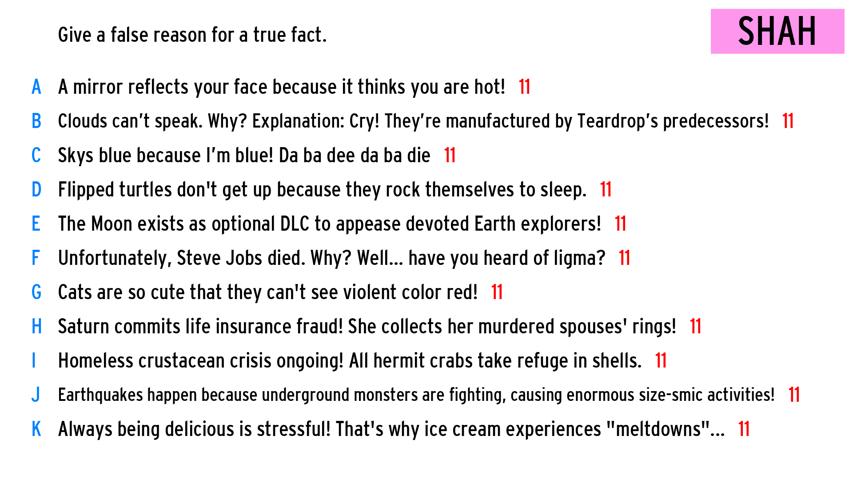 Give a false reason for a true fact.
SHAH
A A mirror reflects your face because it thinks you are hot! 11
B Clouds can’t speak. Why? Explanation: Cry! They’re manufactured by Teardrop’s predecessors! 11
C Skys blue because I’m blue! Da ba dee da ba die 11
D Flipped turtles don't get up because they rock themselves to sleep. 11
E The Moon exists as optional DLC to appease devoted Earth explorers! 11
F Unfortunately, Steve Jobs died. Why? Well... have you heard of ligma? 11
G Cats are so cute that they can't see violent color red! 11
H Saturn commits life insurance fraud! She collects her murdered spouses' rings! 11
I Homeless crustacean crisis ongoing! All hermit crabs take refuge in shells. 11
J Earthquakes happen because underground monsters are fighting, causing enormous size-smic activities! 11
K Always being delicious is stressful! That's why ice cream experiences "meltdowns"... 11